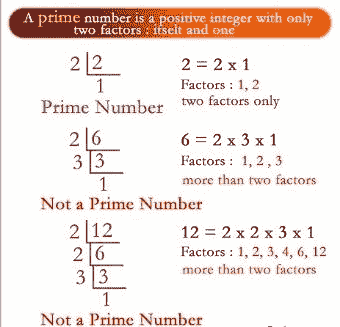 A prime number is a positive integer with only
two factors : itself and one
2 2
1
Prime Number
2 = 2 x 1
Factors : 1, 2
two factors only
2 6
3 3
1
Not a Prime Number
6 = 2 x 3 x 1
Factors : 1, 2 , 3
more than two factors
2 12
2 6
3 3
1
Not a Prime Number
12 = 2 x 2 x 3 x 1
Factors : 1, 2, 3, 4, 6, 12
more than two factors